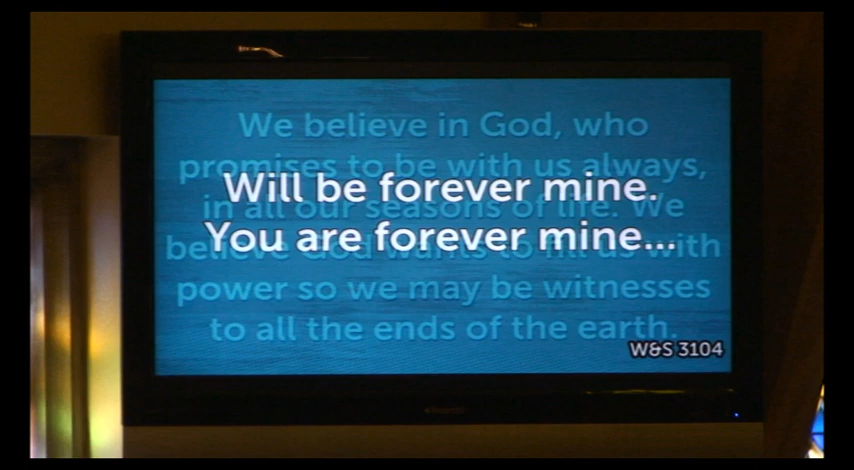 We believe in God, who
promises to be with us always,
Will be forever mine.
in all our seasons of life. We
You are forever mine...
believe God wants to fill us with
power so we may be witnesses
to all the ends of the earth.
W&S 3104